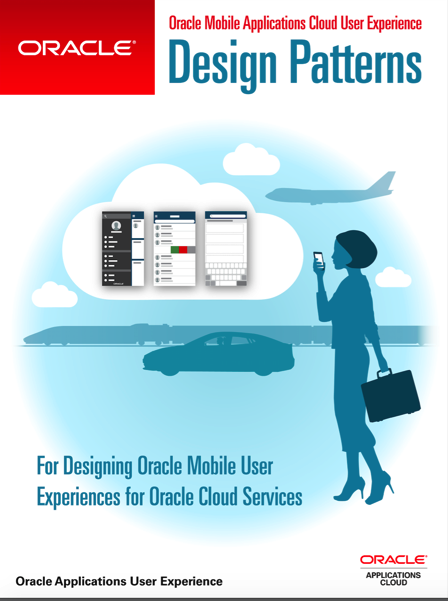 ORACLE®
Oracle Mobile Applications Cloud User Experience
Design Patterns
For Designing Oracle Mobile User
Experiences for Oracle Cloud Services
Oracle Applications User Experience
ORACLE®
APPLICATIONS
CLOUD